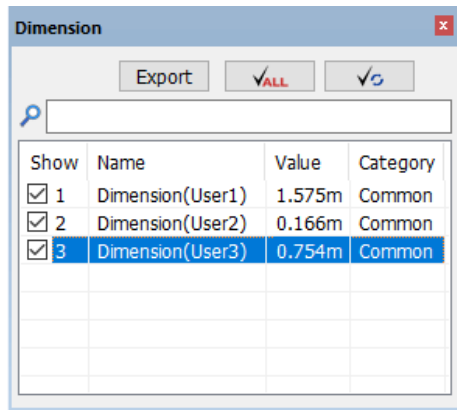 Dimension x
Export ALL
Show Name Value Category
1 Dimension(User1) 1.575m Common
2 Dimension(User2) 0.166m Common
3 Dimension(User3) 0.754m Common